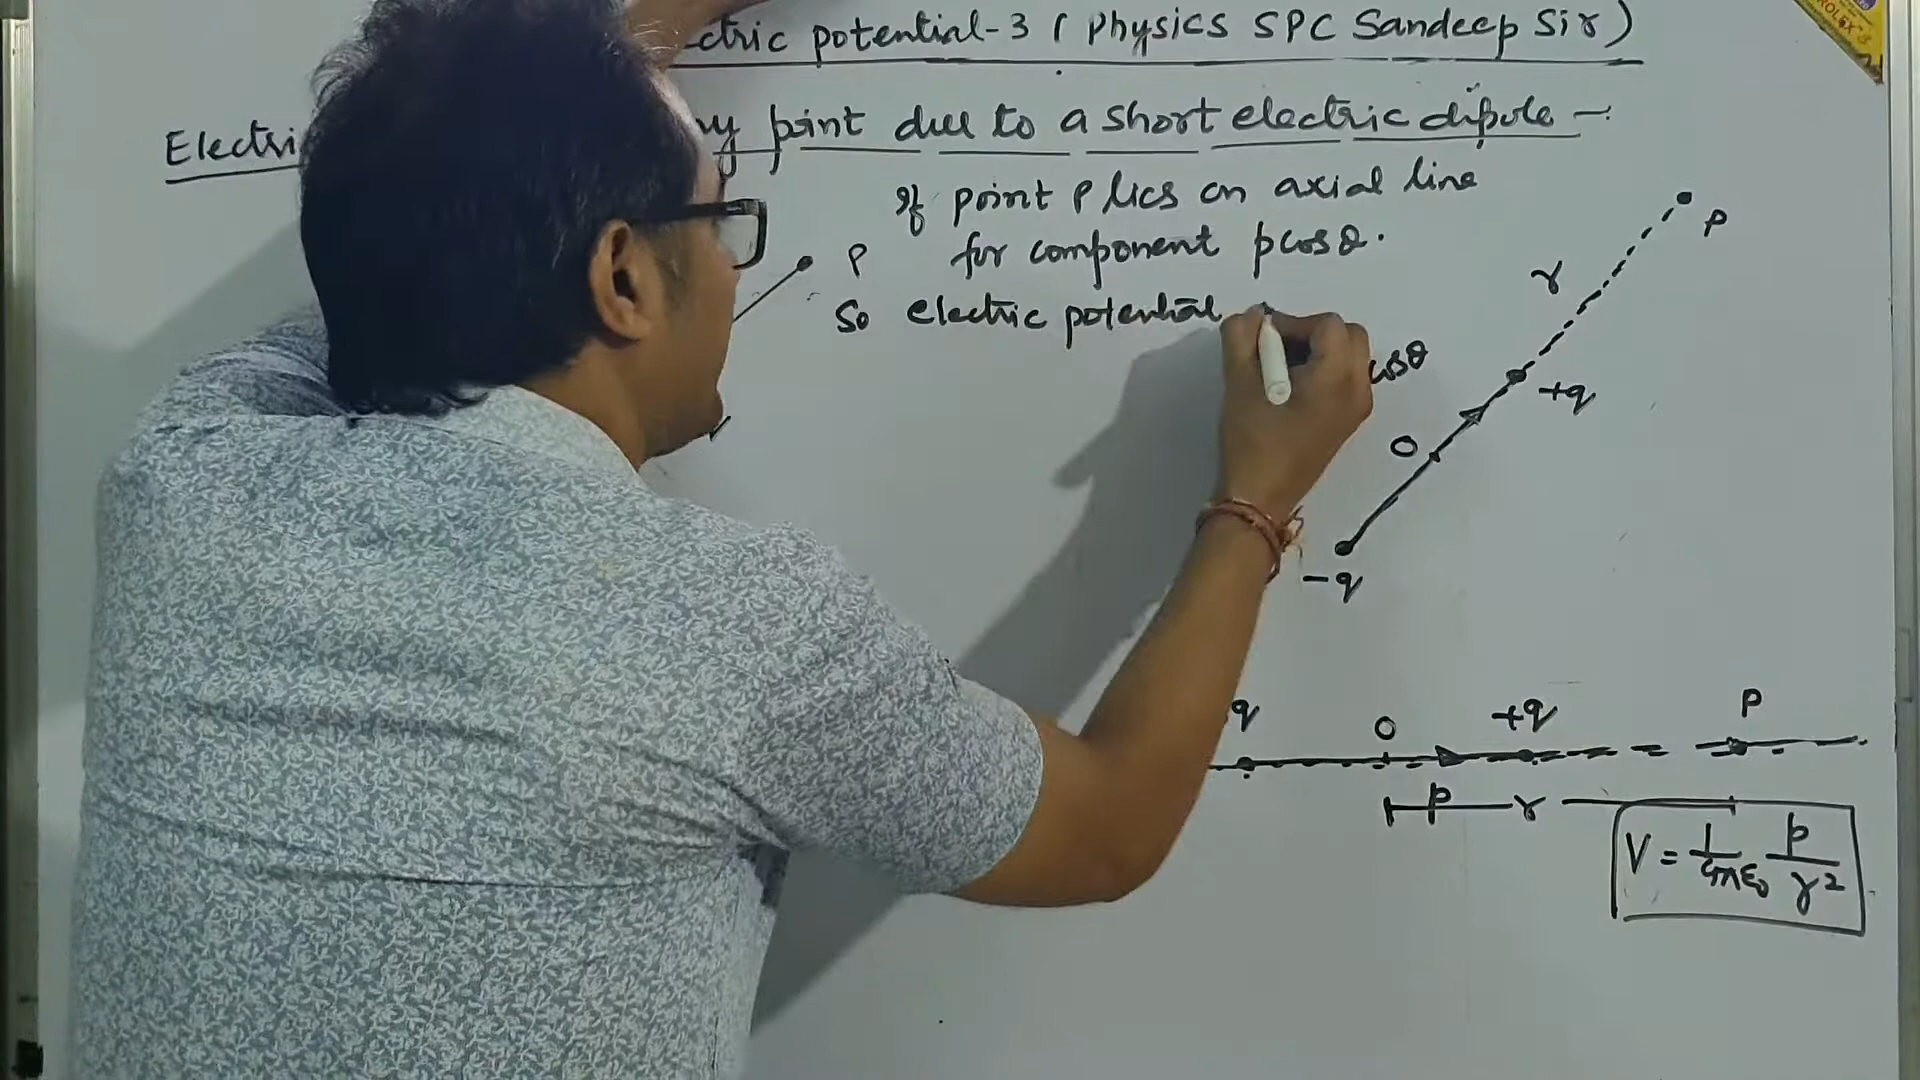 ctric potential-3 ( Physics SPC Sandeep Sir )
Electri y point due to a short electric dipole -
If point P lies on axial line
for component p cos θ .
P
So electric potential
cos θ
P
r
+q
O
-q
q O +q P
p r
V = 1/4πε0 p/r²